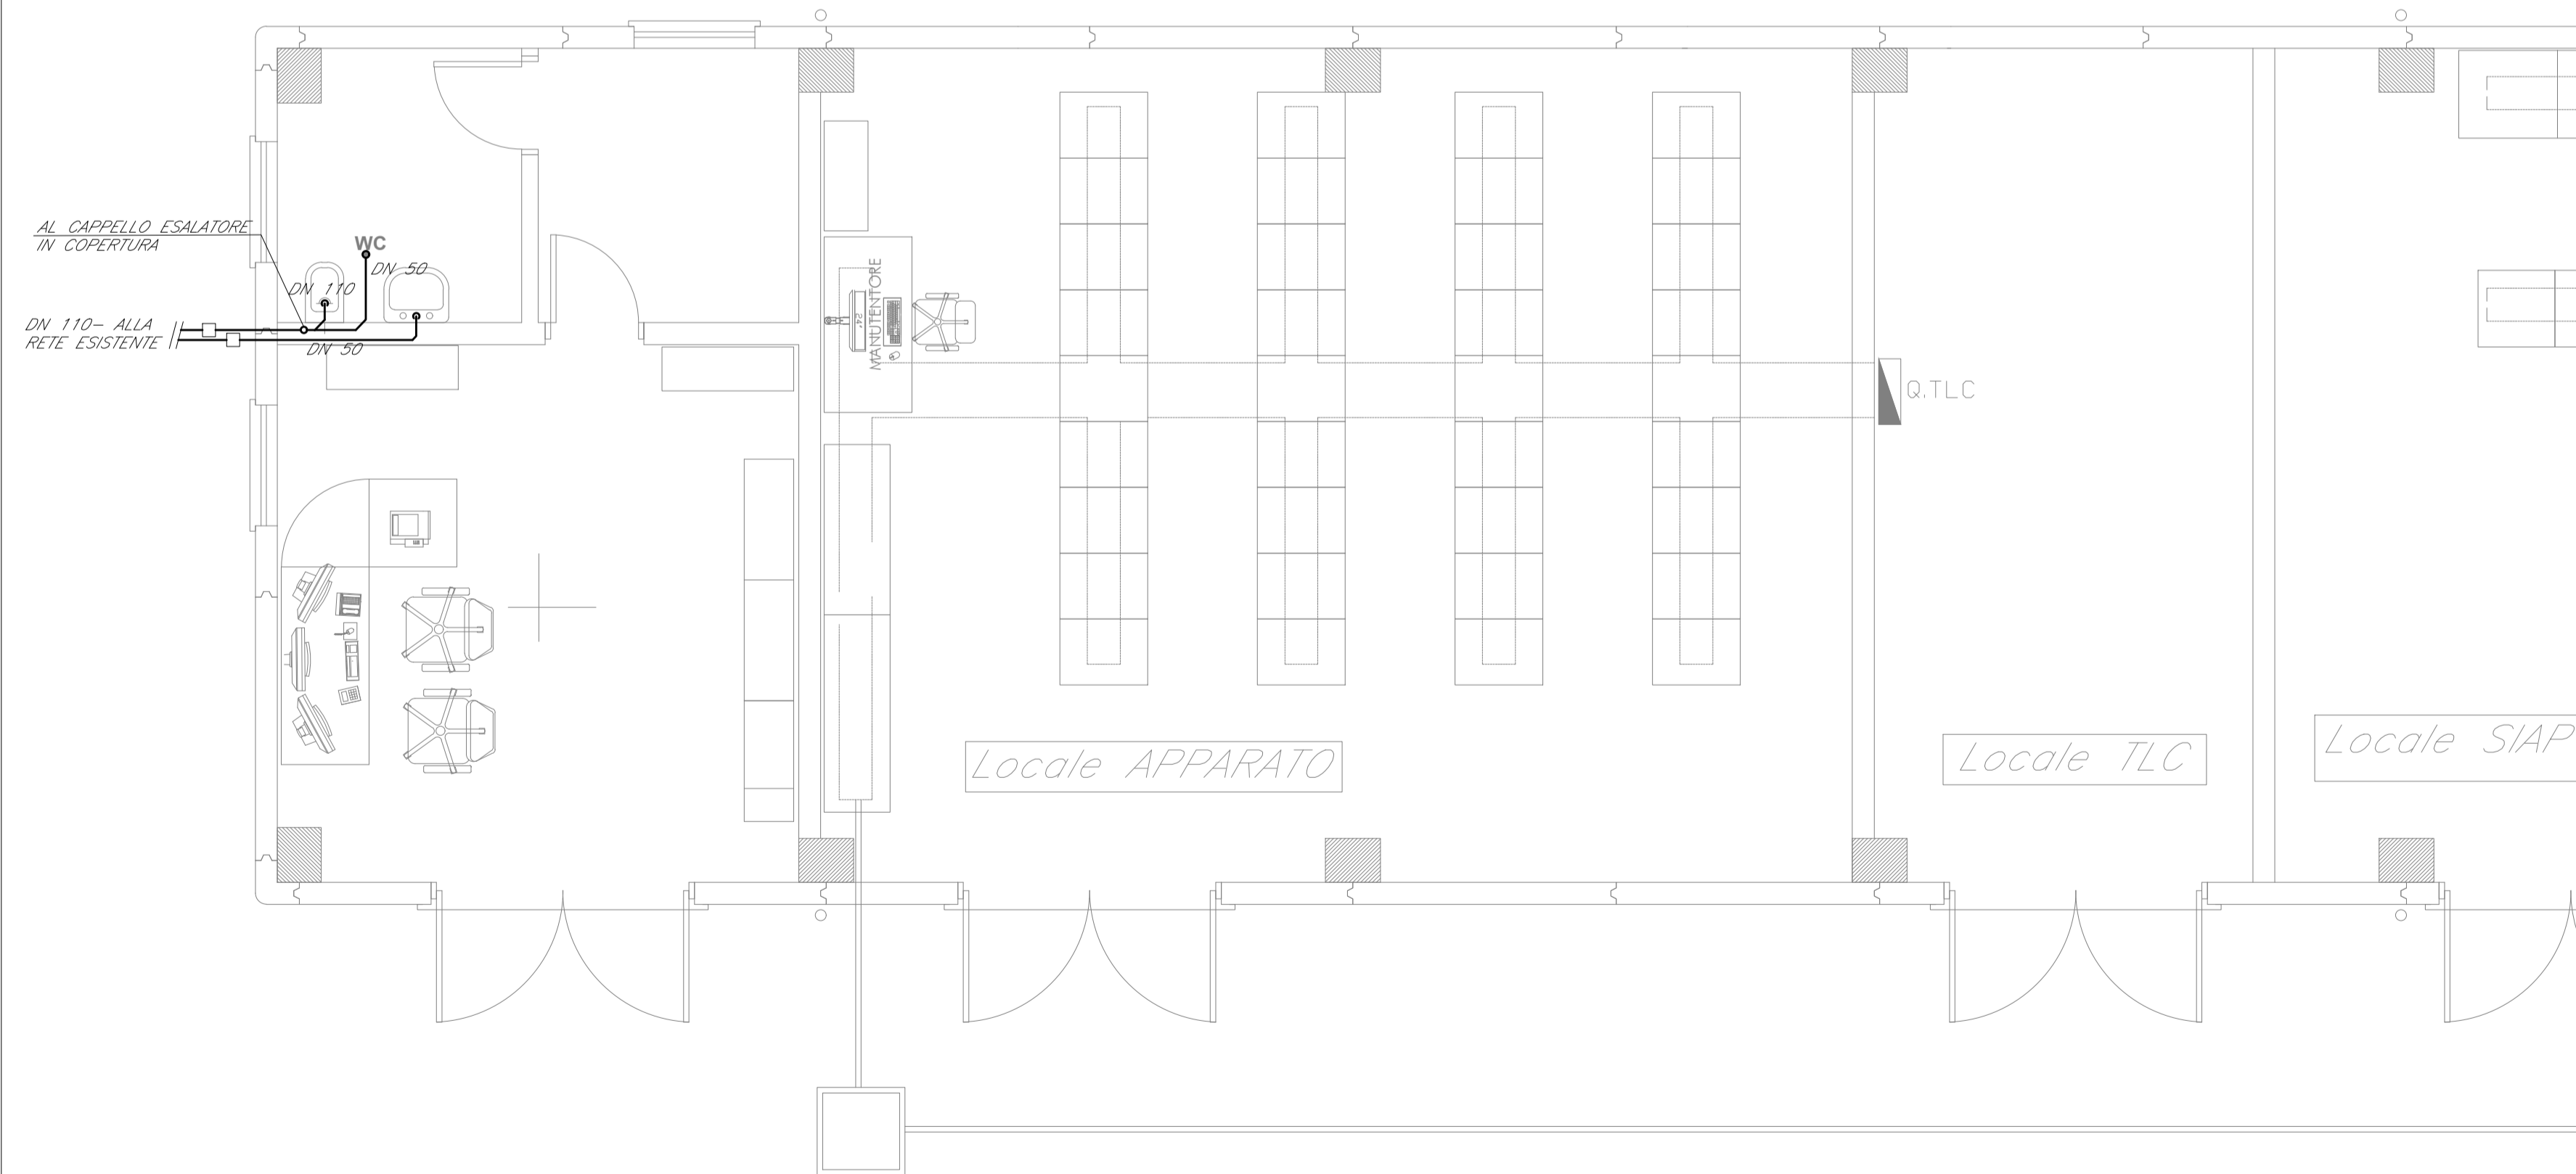 AL CAPPELLO ESALATORE
IN COPERTURA
WC
DN 50
DN 110
DN 110- ALLA
RETE ESISTENTE
DN 50
MANUTENTORE
24"
Q.TLC
Locale APPARATO
Locale TLC
Locale SIAP